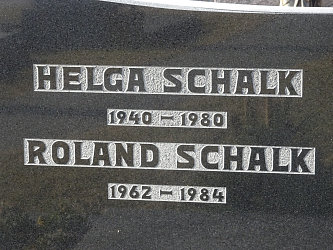 HELGA SCHALK
1940 – 1980
ROLAND SCHALK
1962 – 1984